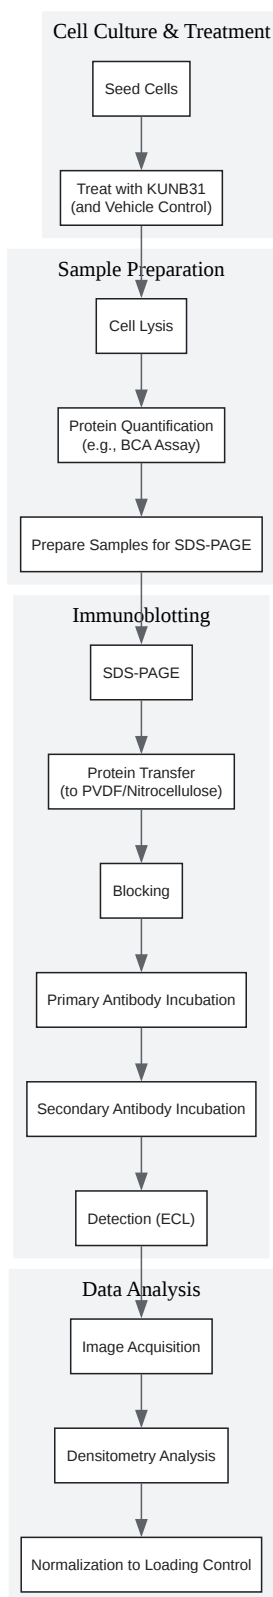 Cell Culture & Treatment
Seed Cells
Treat with KUNB31
(and Vehicle Control)
Sample Preparation
Cell Lysis
Protein Quantification
(e.g., BCA Assay)
Prepare Samples for SDS-PAGE
Immunoblotting
SDS-PAGE
Protein Transfer
(to PVDF/Nitrocellulose)
Blocking
Primary Antibody Incubation
Secondary Antibody Incubation
Detection (ECL)
Data Analysis
Image Acquisition
Densitometry Analysis
Normalization to Loading Control